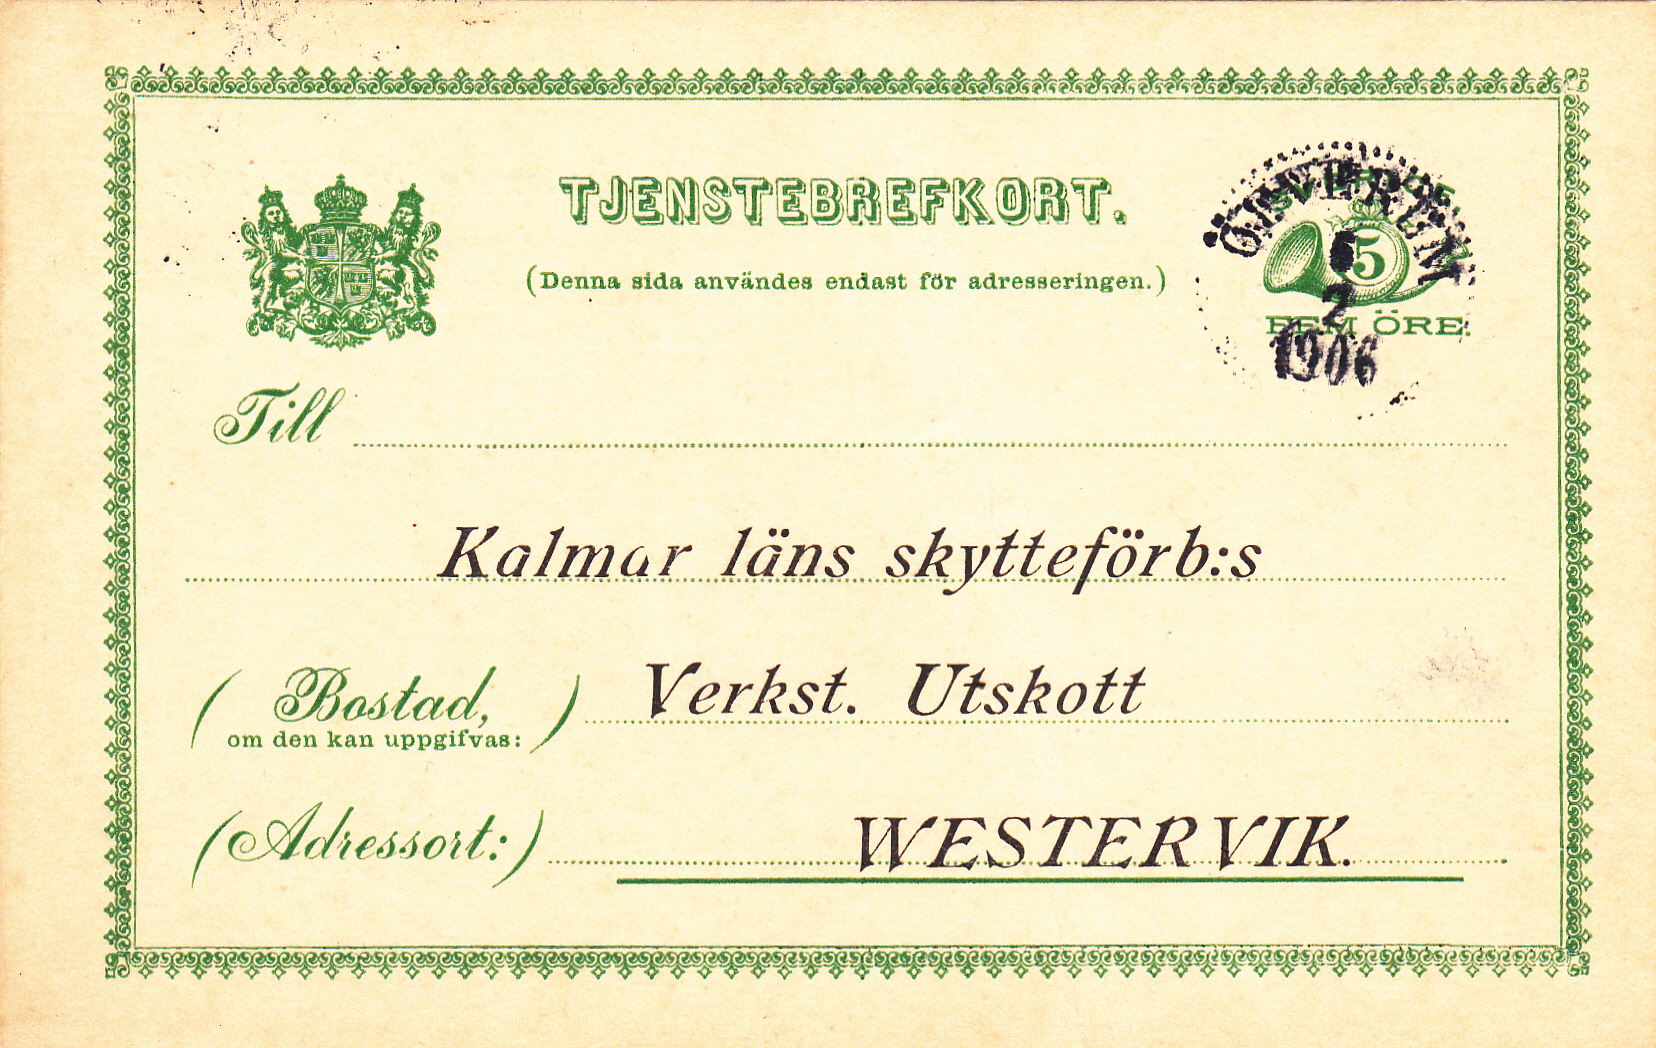 TJENSTEBREFKORT.
(Denna sida användes endast för adresseringen.)
5
FEM ÖRE.
2
1906
Till
Kalmar läns skytteförb:s
(Bostad,)
om den kan uppgifvas:
Verkst. Utskott
(Adressort:)
WESTERVIK.